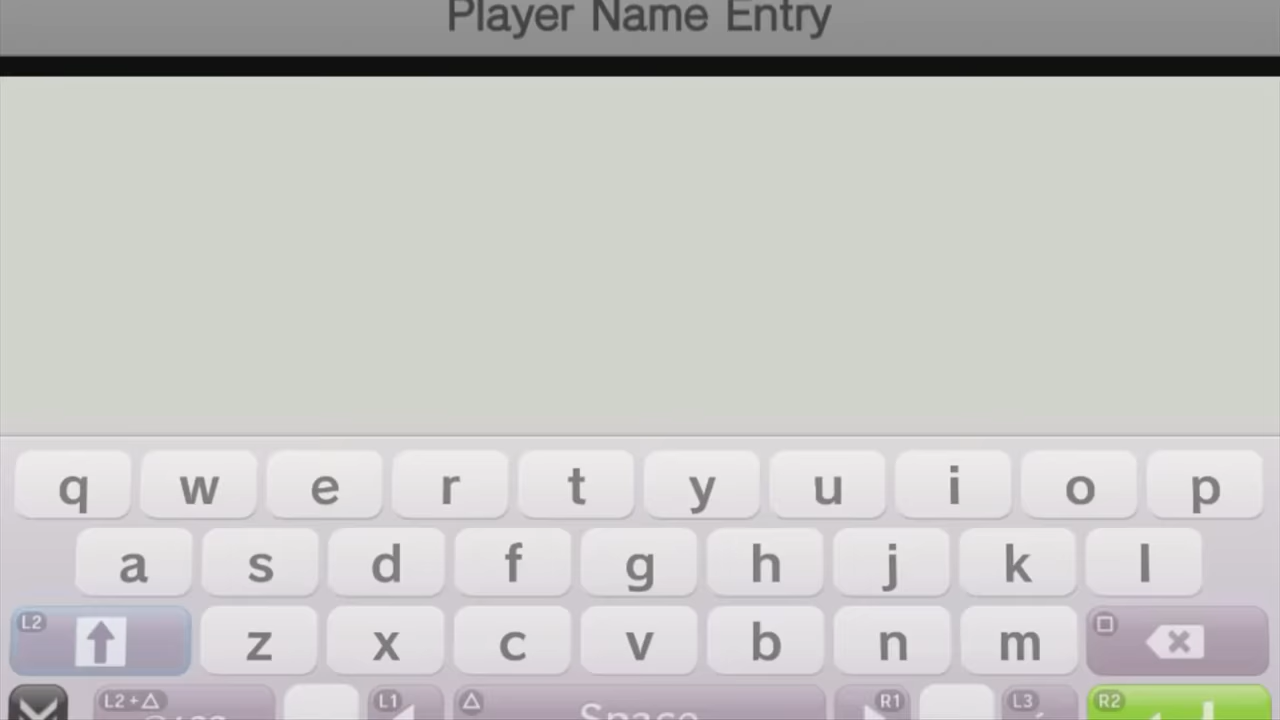 Player Name Entry
q w e r t y u i o p
a s d f g h j k l
L2 z x c v b n m
L2+△ L1 △ Space R1 L3 R2